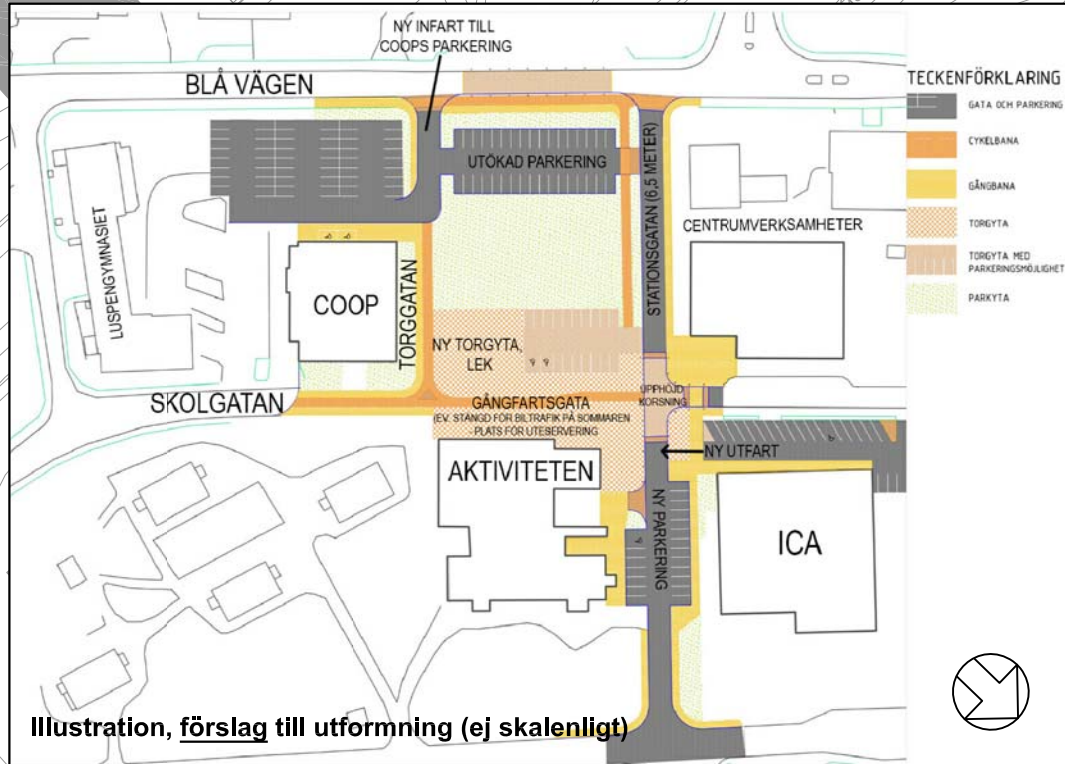 NY INFART TILL
COOPS PARKERING
BLÅ VÄGEN
TECKENFÖRKLARING
GATA OCH PARKERING
CYKELBANA
GÅNGBANA
TORGYTA
TORGYTA MED
PARKERINGSMÖJLIGHET
PARKYTA
UTÖKAD PARKERING
STATIONSGATAN (6,5 METER)
CENTRUMVERKSAMHETER
LUSPENGYMNASIET
COOP
TORGGATAN
NY TORGYTA,
LEK
SKOLGATAN
GÅNGFARTSGATA
(EV. STÄNGD FÖR BILTRAFIK PÅ SOMMAREN
- PLATS FÖR UTESERVERING
UPPHÖJD
KORSNING
NY UTFART
AKTIVITETEN
NY PARKERING
ICA
Illustration, förslag till utformning (ej skalenligt)